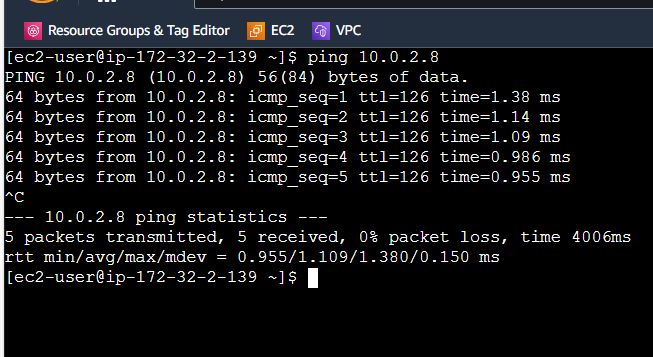 Resource Groups & Tag Editor EC2 VPC
[ec2-user@ip-172-32-2-139 ~]$ ping 10.0.2.8
PING 10.0.2.8 (10.0.2.8) 56(84) bytes of data.
64 bytes from 10.0.2.8: icmp_seq=1 ttl=126 time=1.38 ms
64 bytes from 10.0.2.8: icmp_seq=2 ttl=126 time=1.14 ms
64 bytes from 10.0.2.8: icmp_seq=3 ttl=126 time=1.09 ms
64 bytes from 10.0.2.8: icmp_seq=4 ttl=126 time=0.986 ms
64 bytes from 10.0.2.8: icmp_seq=5 ttl=126 time=0.955 ms
^C
--- 10.0.2.8 ping statistics ---
5 packets transmitted, 5 received, 0% packet loss, time 4006ms
rtt min/avg/max/mdev = 0.955/1.109/1.380/0.150 ms
[ec2-user@ip-172-32-2-139 ~]$